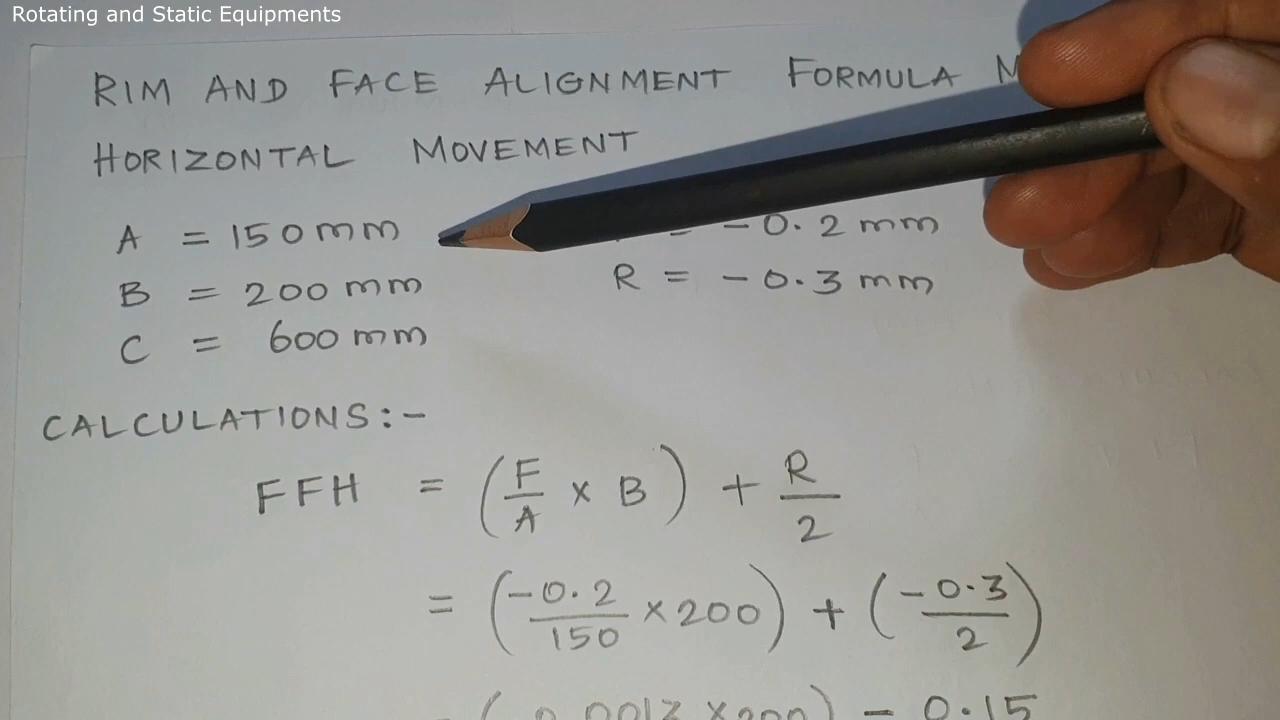 Rotating and Static Equipments
RIM AND FACE ALIGNMENT FORMULA
HORIZONTAL MOVEMENT
A = 150 mm
= -0.2 mm
B = 200 mm
R = -0.3 mm
C = 600 mm
CALCULATIONS:-
FFH = (F/A × B) + R/2
= (-0.2/150 × 200) + (-0.3/2)
× 200) - 0.15